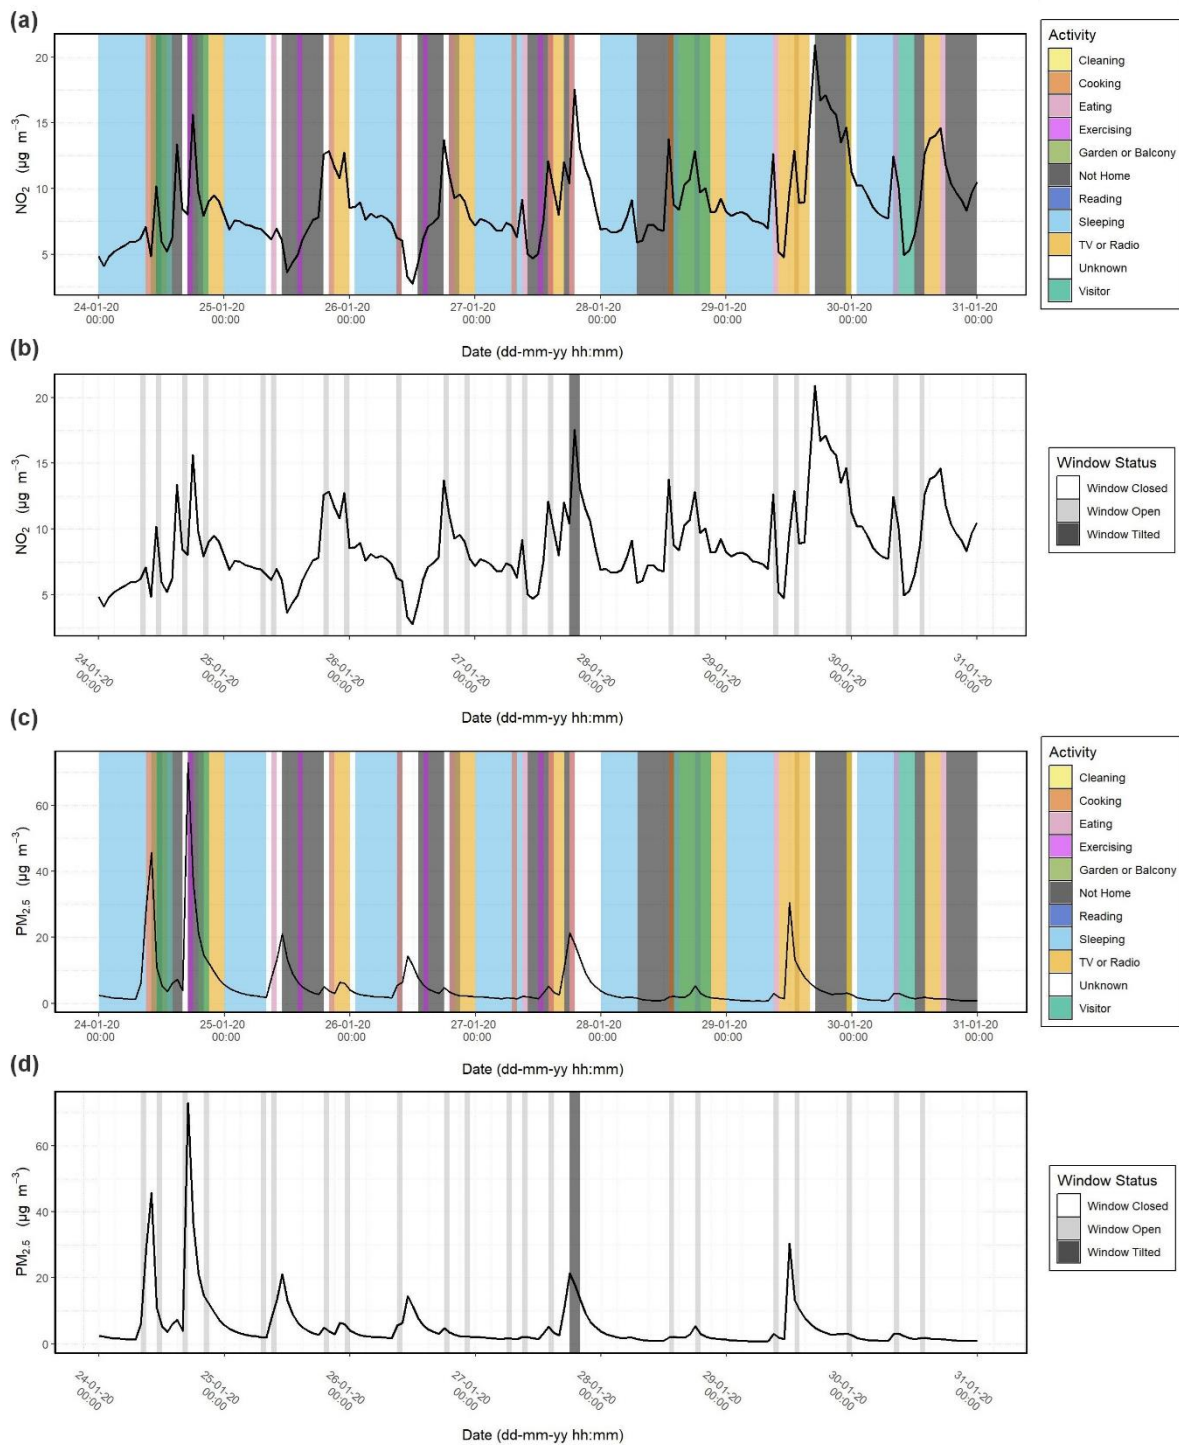 (a)
20
15
10
5
NO2 (µg m−3)
24-01-20
00:00
25-01-20
00:00
26-01-20
00:00
27-01-20
00:00
28-01-20
00:00
29-01-20
00:00
30-01-20
00:00
31-01-20
00:00
Date (dd-mm-yy hh:mm)
Activity
Cleaning
Cooking
Eating
Exercising
Garden or Balcony
Not Home
Reading
Sleeping
TV or Radio
Unknown
Visitor
(b)
20
15
10
5
NO2 (µg m−3)
24-01-20
00:00
25-01-20
00:00
26-01-20
00:00
27-01-20
00:00
28-01-20
00:00
29-01-20
00:00
30-01-20
00:00
31-01-20
00:00
Date (dd-mm-yy hh:mm)
Window Status
Window Closed
Window Open
Window Tilted
(c)
60
40
20
0
PM2.5 (µg m−3)
24-01-20
00:00
25-01-20
00:00
26-01-20
00:00
27-01-20
00:00
28-01-20
00:00
29-01-20
00:00
30-01-20
00:00
31-01-20
00:00
Date (dd-mm-yy hh:mm)
Activity
Cleaning
Cooking
Eating
Exercising
Garden or Balcony
Not Home
Reading
Sleeping
TV or Radio
Unknown
Visitor
(d)
60
40
20
0
PM2.5 (µg m−3)
24-01-20
00:00
25-01-20
00:00
26-01-20
00:00
27-01-20
00:00
28-01-20
00:00
29-01-20
00:00
30-01-20
00:00
31-01-20
00:00
Date (dd-mm-yy hh:mm)
Window Status
Window Closed
Window Open
Window Tilted